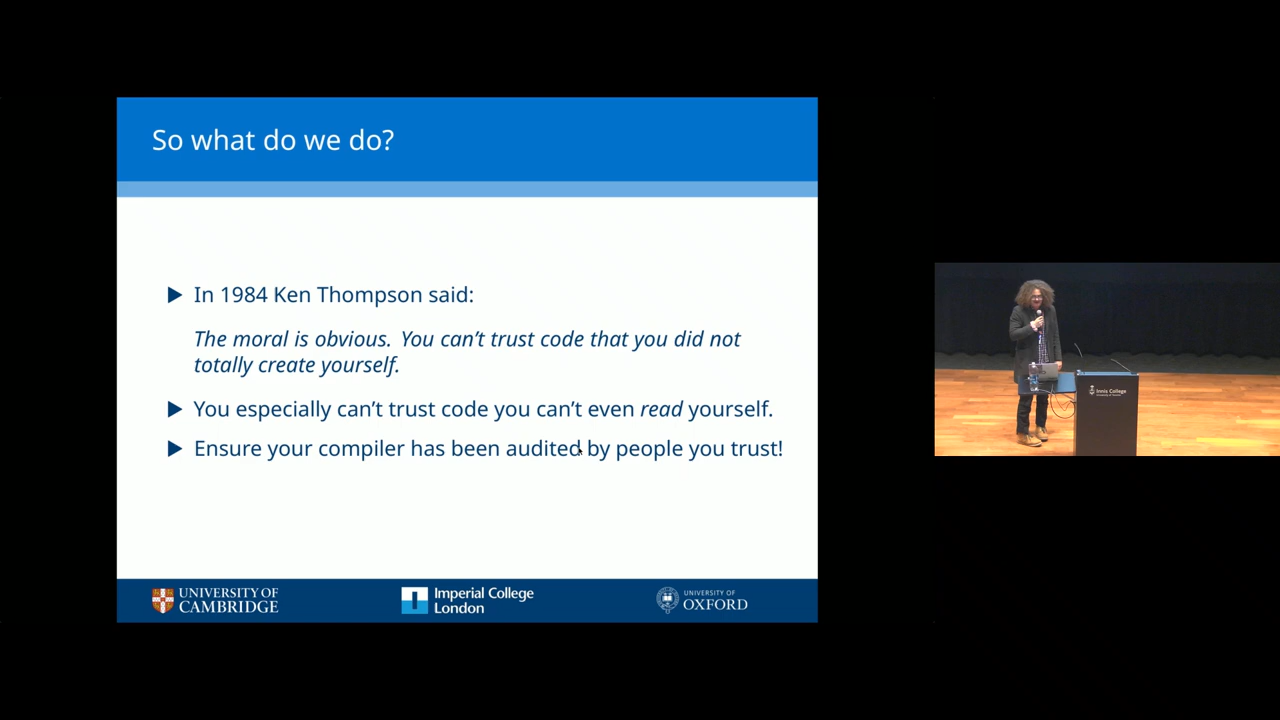 So what do we do?
▶ In 1984 Ken Thompson said:
The moral is obvious. You can't trust code that you did not
totally create yourself.
▶ You especially can't trust code you can't even read yourself.
▶ Ensure your compiler has been audited by people you trust!
UNIVERSITY OF
CAMBRIDGE
Imperial College
London
UNIVERSITY OF
OXFORD
Innis College